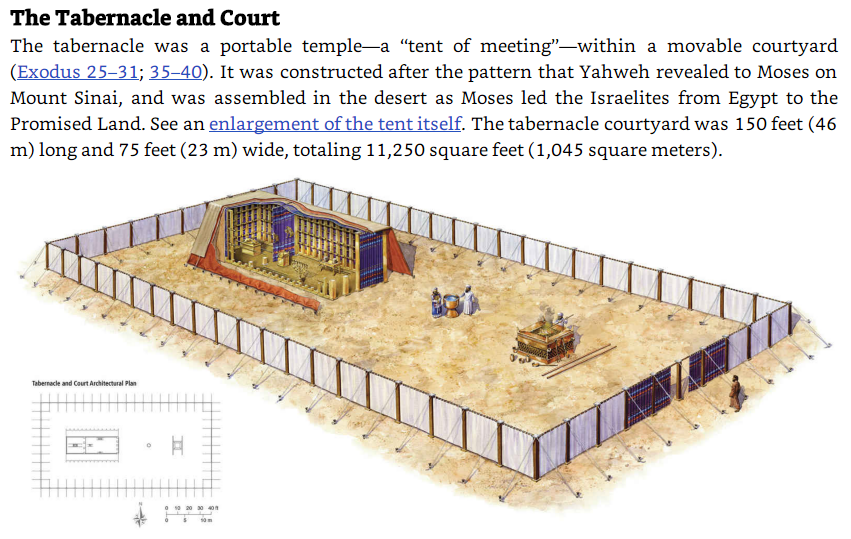 The Tabernacle and Court
The tabernacle was a portable temple—a “tent of meeting”—within a movable courtyard
(Exodus 25–31; 35–40). It was constructed after the pattern that Yahweh revealed to Moses on
Mount Sinai, and was assembled in the desert as Moses led the Israelites from Egypt to the
Promised Land. See an enlargement of the tent itself. The tabernacle courtyard was 150 feet (46
m) long and 75 feet (23 m) wide, totaling 11,250 square feet (1,045 square meters).
Tabernacle and Court Architectural Plan
N
0 10 20 30 40 ft
0 5 10 m